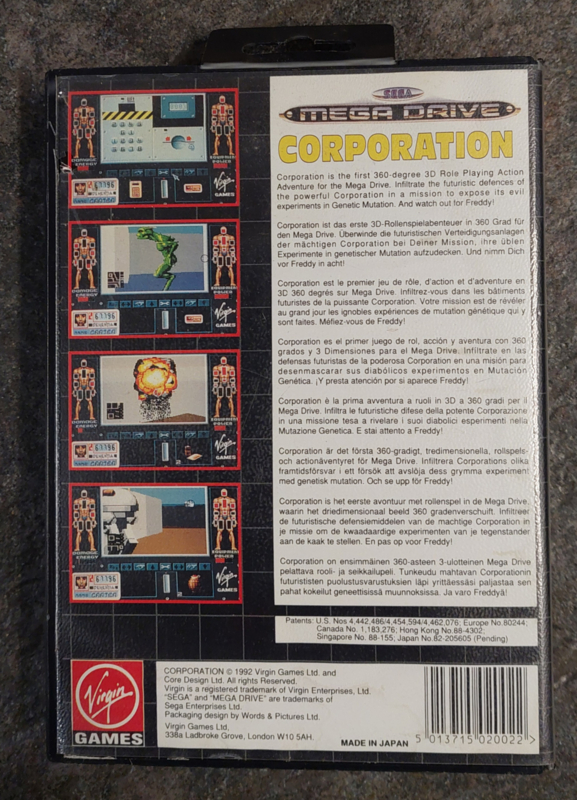 SEGA
MEGA DRIVE
CORPORATION
Corporation is the first 360-degree 3D Role Playing Action
Adventure for the Mega Drive. Infiltrate the futuristic defences of
the powerful Corporation in a mission to expose its evil
experiments in Genetic Mutation. And watch out for Freddy!
Corporation ist das erste 3D-Rollenspielabenteuer in 360 Grad für
den Mega Drive. Überwinde die futuristischen Verteidigungsanlagen
der mächtigen Corporation bei Deiner Mission, ihre üblen
Experimente in genetischer Mutation aufzudecken. Und nimm Dich
vor Freddy in acht!
Corporation est le premier jeu de rôle, d'action et d'aventure en
3D 360 degrés sur Mega Drive. Infiltrez-vous dans les bâtiments
futuristes de la puissante Corporation. Votre mission est de révéler
au grand jour les ignobles expériences de mutation génétique qui y
sont faites. Méfiez-vous de Freddy!
Corporation es el primer juego de rol, acción y aventura con 360
grados y 3 Dimensiones para el Mega Drive. Infiltrate en las
defensas futuristas de la poderosa Corporation en una misión para
desenmascarar sus diabólicos experimentos en Mutación
Genética. ¡Y presta atención por si aparece Freddy!
Corporation è la prima avventura a ruoli in 3D a 360 gradi per il
Mega Drive. Infiltra le futuristiche difese della potente Corporazione
in una missione tesa a rivelare i suoi diabolici esperimenti nella
Mutazione Genetica. E stai attento a Freddy!
Corporation är det första 360-gradigt, tredimensionella, rollspels-
och actionäventyret för Mega Drive. Infiltrera Corporations olika
framtidsförsvar i ett försök att avslöja dess grymma experiment
med genetisk mutation. Och se upp för Freddy!
Corporation is het eerste avontuur met rollenspel in de Mega Drive,
waarin het driedimensionaal beeld 360 gradenverschuift. Infiltreer
de futuristische defensiemiddelen van de machtige Corporation in
je missie om de kwaadaardige experimenten van je tegenstander
aan de kaak te stellen. En pas op voor Freddy!
Corporation on ensimmäinen 360-asteen 3-ulotteinen Mega Drive
pelattava rooli- ja seikkailupeli. Tunkeudu mahtavan Corporationin
futurististen puolustusvarustuksien läpi yrittäessäsi paljastaa sen
pahat kokeilut geneettisissä muunnoksissa. Ja varo Freddyä!
Patents: U.S. Nos 4,442,486/4,454,594/4,462,076; Europe No.80244;
Canada No. 1,183,276; Hong Kong No.88-4302;
Singapore No. 88-155; Japan No.82-205605 (Pending)
Virgin
GAMES
CORPORATION © 1992 Virgin Games Ltd. and
Core Design Ltd. All rights Reserved.
Virgin is a registered trademark of Virgin Enterprises, Ltd.
"SEGA" and "MEGA DRIVE" are trademarks of
Sega Enterprises Ltd.
Packaging design by Words & Pictures Ltd.
Virgin Games Ltd,
338a Ladbroke Grove, London W10 5AH.
MADE IN JAPAN
5 013715 020022 >